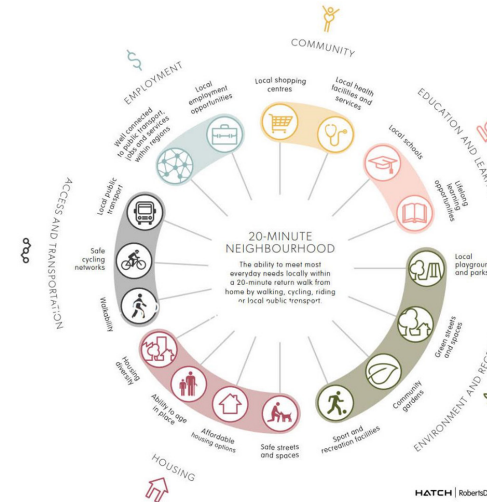 COMMUNITY
Local shopping
centres
Local health
facilities and
services
EDUCATION AND
Local schools
Lifelong
learning
opportunities
ENVIRONMENT AND
Local
playground
and parks
Green streets
and spaces
Community
gardens
Sport and
recreation facilities
HOUSING
Safe streets
and spaces
Affordable
housing options
Ability to age
in place
Housing
diversity
ACCESS AND TRANSPORTATION
Walkability
Safe
cycling
networks
Local public
transport
EMPLOYMENT
Well connected
to public transport,
jobs and services
within regions
Local
employment
opportunities
20-MINUTE
NEIGHBOURHOOD
The ability to meet most
everyday needs locally within
a 20-minute return walk from
home by walking, cycling, riding
or local public transport.
HATCH | RobertsD